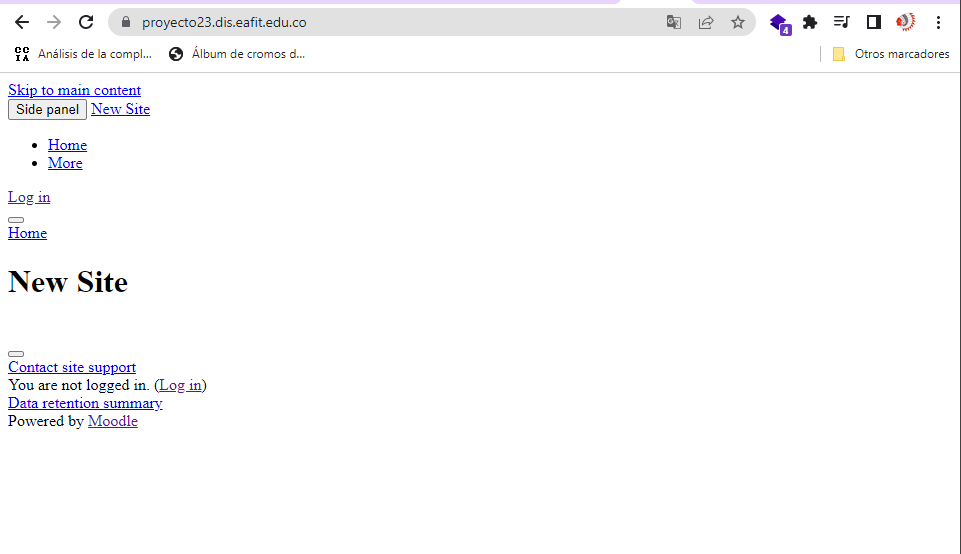 proyecto23.dis.eafit.edu.co
4
CC IA Análisis de la compl... Álbum de cromos d... Otros marcadores
Skip to main content
Side panel New Site
Home
More
Log in
Home
New Site
Contact site support
You are not logged in. (Log in)
Data retention summary
Powered by Moodle